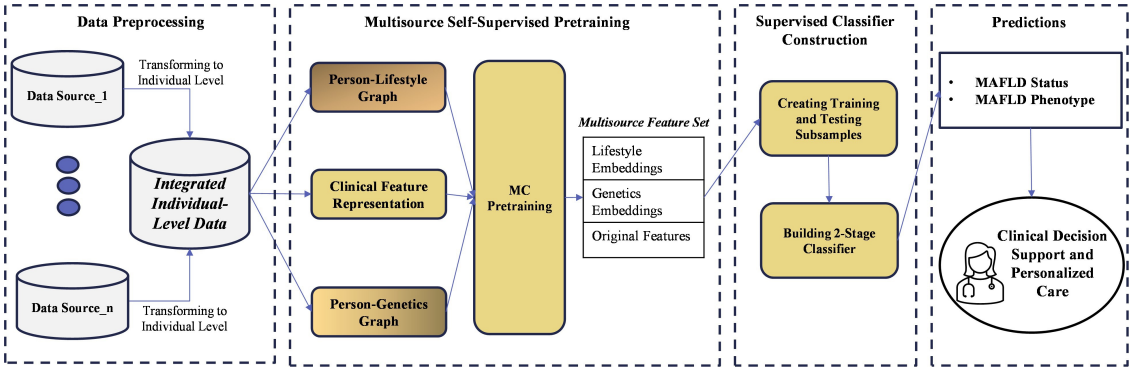 Data Preprocessing
Data Source_1
Transforming to
Individual Level
Integrated
Individual-
Level Data
Data Source_n
Transforming to
Individual Level
Multisource Self-Supervised Pretraining
Person-Lifestyle
Graph
Clinical Feature
Representation
Person-Genetics
Graph
MC
Pretraining
Multisource Feature Set
Lifestyle
Embeddings
Genetics
Embeddings
Original Features
Supervised Classifier
Construction
Creating Training
and Testing
Subsamples
Building 2-Stage
Classifier
Predictions
• MAFLD Status
• MAFLD Phenotype
Clinical Decision
Support and
Personalized
Care